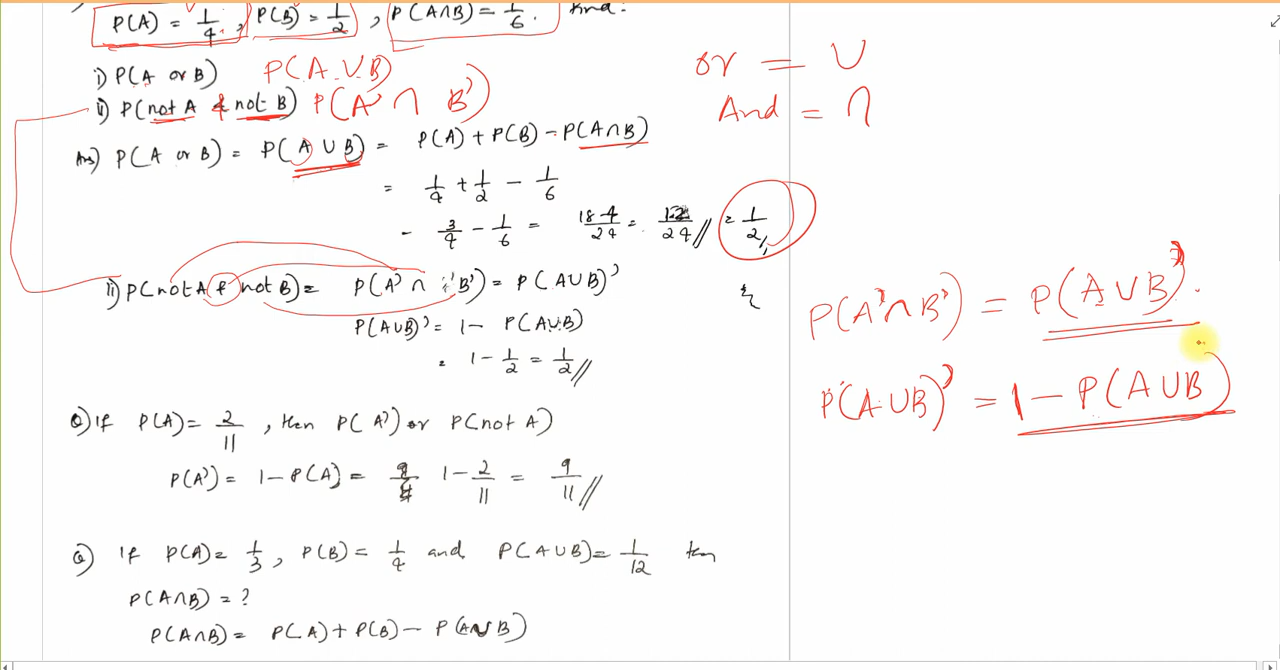 P(A) = 1/4, P(B) = 1/2, P(A∩B) = 1/6. Find:
i) P(A or B) P(A∪B)
ii) P(not A & not B) P(A' ∩ B')
Ans) P(A or B) = P(A ∪ B) = P(A) + P(B) - P(A∩B)
= 1/4 + 1/2 - 1/6
- 3/4 - 1/6 = 18-4/24 = 12/24 = 1/2
ii) P(not A & not B) = P(A' ∩ B') = P(A∪B)'
P(A∪B)' = 1 - P(A∪B)
= 1 - 1/2 = 1/2
Q) If P(A) = 2/11, then P(A') or P(not A)
P(A') = 1 - P(A) = 1 - 2/11 = 9/11
Q) If P(A) = 1/3, P(B) = 1/4 and P(A∪B) = 1/12 then
P(A∩B) = ?
P(A∩B) = P(A) + P(B) - P(A∪B)
or = ∪
And = ∩
P(A'∩B') = P(A∪B)'.
P(A∪B)' = 1 - P(A∪B)